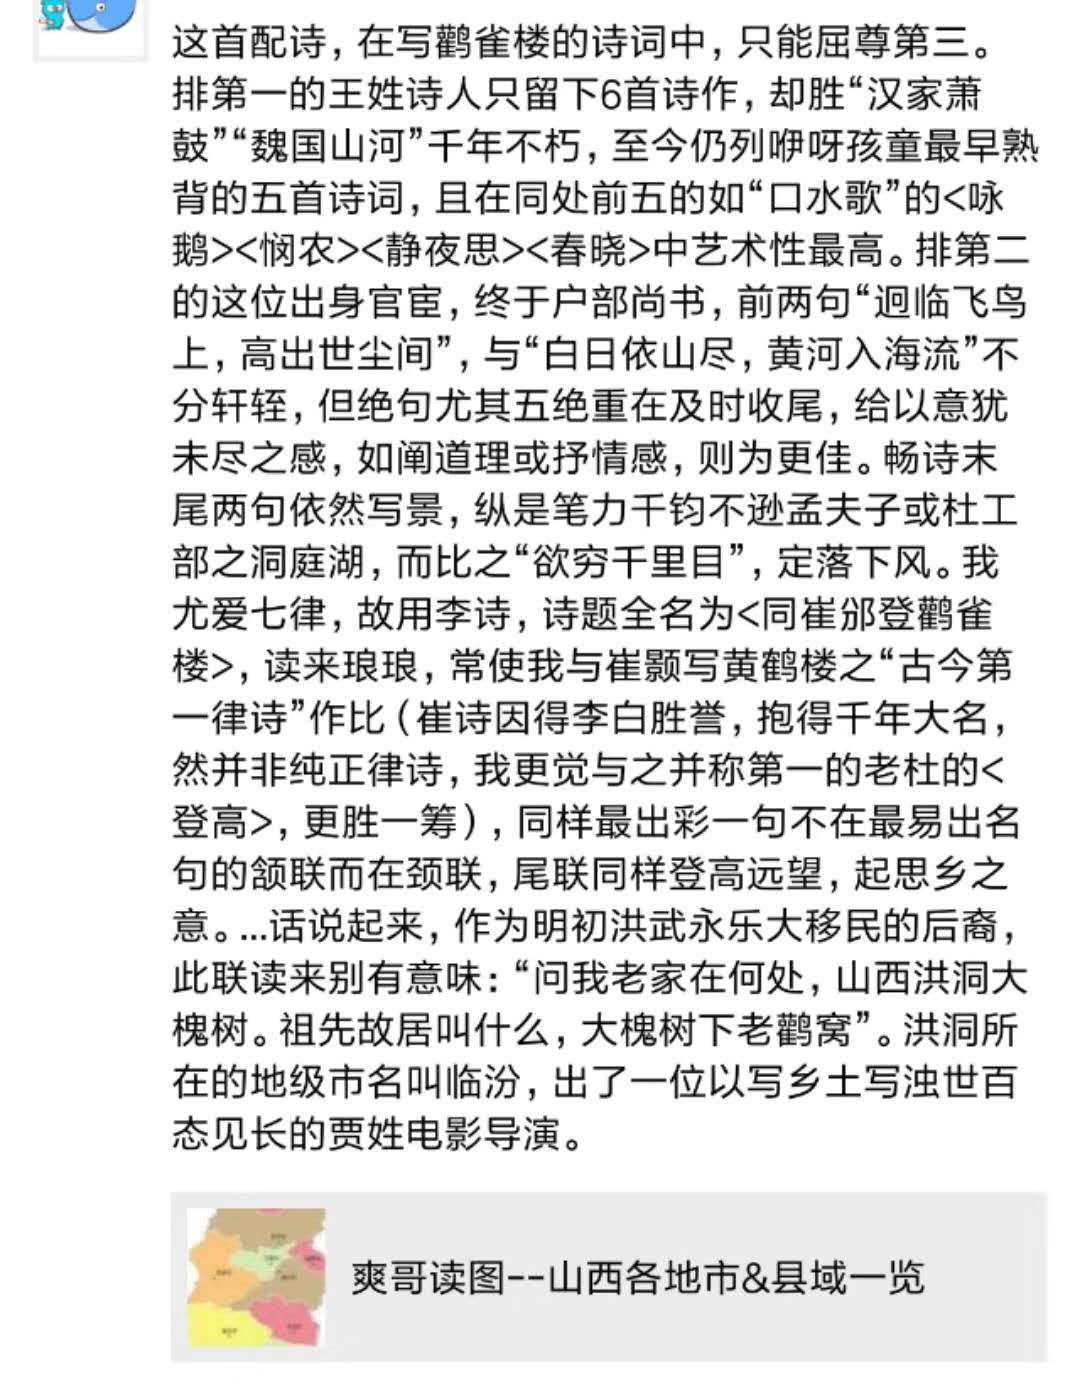 这首配诗，在写鹳雀楼的诗词中，只能屈尊第三。
排第一的王姓诗人只留下6首诗作，却胜“汉家萧
鼓”“魏国山河”千年不朽，至今仍列咿呀孩童最早熟
背的五首诗词，且在同处前五的如“口水歌”的<咏
鹅><悯农><静夜思><春晓>中艺术性最高。排第二
的这位出身官宦，终于户部尚书，前两句“迥临飞鸟
上，高出世尘间”，与“白日依山尽，黄河入海流”不
分轩轾，但绝句尤其五绝重在及时收尾，给以意犹
未尽之感，如阐道理或抒情感，则为更佳。畅诗末
尾两句依然写景，纵是笔力千钧不逊孟夫子或杜工
部之洞庭湖，而比之“欲穷千里目”，定落下风。我
尤爱七律，故用李诗，诗题全名为<同崔邠登鹳雀
楼>，读来琅琅，常使我与崔颢写黄鹤楼之“古今第
一律诗”作比（崔诗因得李白胜誉，抱得千年大名，
然并非纯正律诗，我更觉与之并称第一的老杜的<
登高>，更胜一筹），同样最出彩一句不在最易出名
句的颔联而在颈联，尾联同样登高远望，起思乡之
意。...话说起来，作为明初洪武永乐大移民的后裔，
此联读来别有意味：“问我老家在何处，山西洪洞大
槐树。祖先故居叫什么，大槐树下老鹳窝”。洪洞所
在的地级市名叫临汾，出了一位以写乡土写浊世百
态见长的贾姓电影导演。
爽哥读图--山西各地市&县域一览